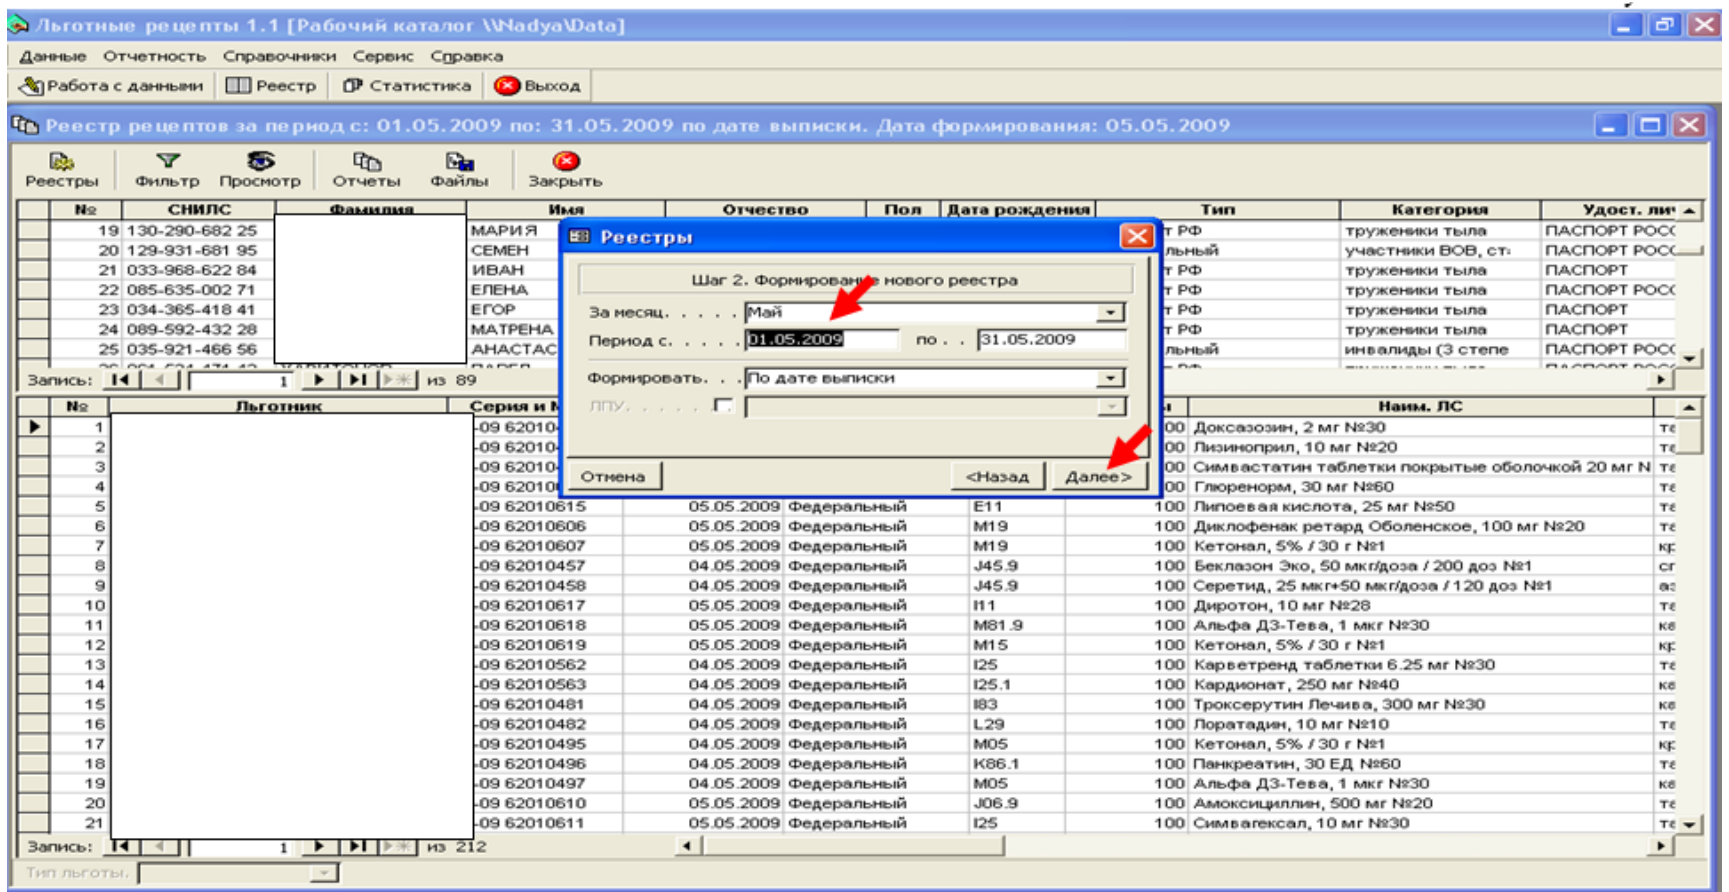 Льготные рецепты 1.1 [Рабочий каталог \\Nadya\Data]
Данные Отчетность Справочники Сервис Справка
Работа с данными Реестр Статистика Выход
Реестр рецептов за период с: 01.05.2009 по: 31.05.2009 по дате выписки. Дата формирования: 05.05.2009
Реестры Фильтр Просмотр Отчеты Файлы Закрыть
№ СНИЛС Фамилия Имя Отчество Пол Дата рождения Тип Категория Удост. лич
19 130-290-682 25 МАРИЯ т РФ труженики тыла ПАСПОРТ РОСС
20 129-931-681 95 СЕМЕН льный участники ВОВ, ст. ПАСПОРТ РОСС
21 033-968-622 84 ИВАН т РФ труженики тыла ПАСПОРТ
22 085-635-002 71 ЕЛЕНА т РФ труженики тыла ПАСПОРТ РОСС
23 034-365-418 41 ЕГОР т РФ труженики тыла ПАСПОРТ
24 089-592-432 28 МАТРЕНА т РФ труженики тыла ПАСПОРТ
25 035-921-466 56 АНАСТАС льный инвалиды (3 степе ПАСПОРТ РОСС
Запись: 1 из 89
Реестры
Шаг 2. Формирование нового реестра
За месяц. . . . . Май
Период с. . . . . 01.05.2009 по . . 31.05.2009
Формировать. . . По дате выписки
ЛПУ. . . . . .
Отмена <Назад Далее>
№ Льготник Серия и Наим. ЛС
1 -09 62010 00 Доксазозин, 2 мг №30 та
2 -09 62010 00 Лизиноприл, 10 мг №20 та
3 -09 62010 00 Симвастатин таблетки покрытые оболочкой 20 мг N та
4 -09 62010 00 Глюренорм, 30 мг №60 та
5 -09 62010615 05.05.2009 Федеральный E11 100 Липоевая кислота, 25 мг №50 та
6 -09 62010606 05.05.2009 Федеральный M19 100 Диклофенак ретард Оболенское, 100 мг №20 та
7 -09 62010607 05.05.2009 Федеральный M19 100 Кетонал, 5% / 30 г №1 кр
8 -09 62010457 04.05.2009 Федеральный J45.9 100 Беклазон Эко, 50 мкг/доза / 200 доз №1 сп
9 -09 62010458 04.05.2009 Федеральный J45.9 100 Серетид, 25 мкг+50 мкг/доза / 120 доз №1 аэ
10 -09 62010617 05.05.2009 Федеральный I11 100 Диротон, 10 мг №28 та
11 -09 62010618 05.05.2009 Федеральный M81.9 100 Альфа Д3-Тева, 1 мкг №30 ка
12 -09 62010619 05.05.2009 Федеральный M15 100 Кетонал, 5% / 30 г №1 кр
13 -09 62010562 04.05.2009 Федеральный I25 100 Карветренд таблетки 6.25 мг №30 та
14 -09 62010563 04.05.2009 Федеральный I25.1 100 Кардионат, 250 мг №40 ка
15 -09 62010481 04.05.2009 Федеральный I83 100 Троксерутин Лечива, 300 мг №30 ка
16 -09 62010482 04.05.2009 Федеральный L29 100 Лоратадин, 10 мг №10 та
17 -09 62010495 04.05.2009 Федеральный M05 100 Кетонал, 5% / 30 г №1 кр
18 -09 62010496 04.05.2009 Федеральный K86.1 100 Панкреатин, 30 ЕД №60 та
19 -09 62010497 04.05.2009 Федеральный M05 100 Альфа Д3-Тева, 1 мкг №30 ка
20 -09 62010610 05.05.2009 Федеральный J06.9 100 Амоксициллин, 500 мг №20 та
21 -09 62010611 05.05.2009 Федеральный I25 100 Симвагексал, 10 мг №30 та
Запись: 1 из 212
Тип льготы.